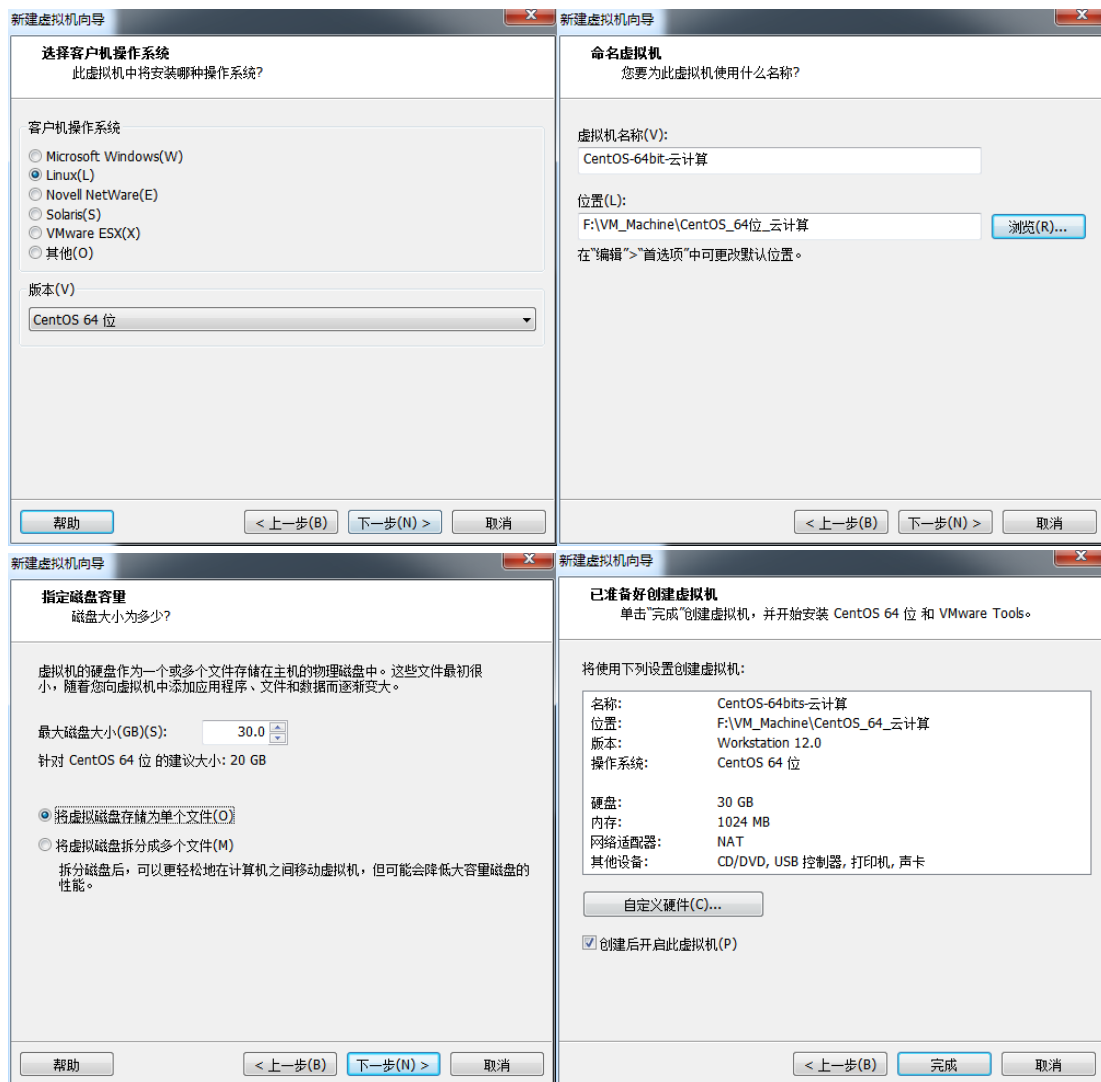 新建虚拟机向导
选择客户机操作系统
此虚拟机中将安装哪种操作系统?
客户机操作系统
Microsoft Windows(W)
Linux(L)
Novell NetWare(E)
Solaris(S)
VMware ESX(X)
其他(O)
版本(V)
CentOS 64 位
帮助
< 上一步(B)
下一步(N) >
取消
新建虚拟机向导
命名虚拟机
您要为此虚拟机使用什么名称?
虚拟机名称(V):
CentOS-64bit-云计算
位置(L):
F:\VM_Machine\CentOS_64位_云计算
浏览(R)...
在"编辑">"首选项"中可更改默认位置。
< 上一步(B)
下一步(N) >
取消
新建虚拟机向导
指定磁盘容量
磁盘大小为多少?
虚拟机的硬盘作为一个或多个文件存储在主机的物理磁盘中。这些文件最初很
小，随着您向虚拟机中添加应用程序、文件和数据而逐渐变大。
最大磁盘大小(GB)(S): 30.0
针对 CentOS 64 位 的建议大小: 20 GB
将虚拟磁盘存储为单个文件(O)
将虚拟磁盘拆分成多个文件(M)
拆分磁盘后，可以更轻松地在计算机之间移动虚拟机，但可能会降低大容量磁盘的
性能。
帮助
< 上一步(B)
下一步(N) >
取消
新建虚拟机向导
已准备好创建虚拟机
单击"完成"创建虚拟机，并开始安装 CentOS 64 位 和 VMware Tools。
将使用下列设置创建虚拟机:
名称: CentOS-64bits-云计算
位置: F:\VM_Machine\CentOS_64_云计算
版本: Workstation 12.0
操作系统: CentOS 64 位
硬盘: 30 GB
内存: 1024 MB
网络适配器: NAT
其他设备: CD/DVD, USB 控制器, 打印机, 声卡
自定义硬件(C)...
创建后开启此虚拟机(P)
< 上一步(B)
完成
取消